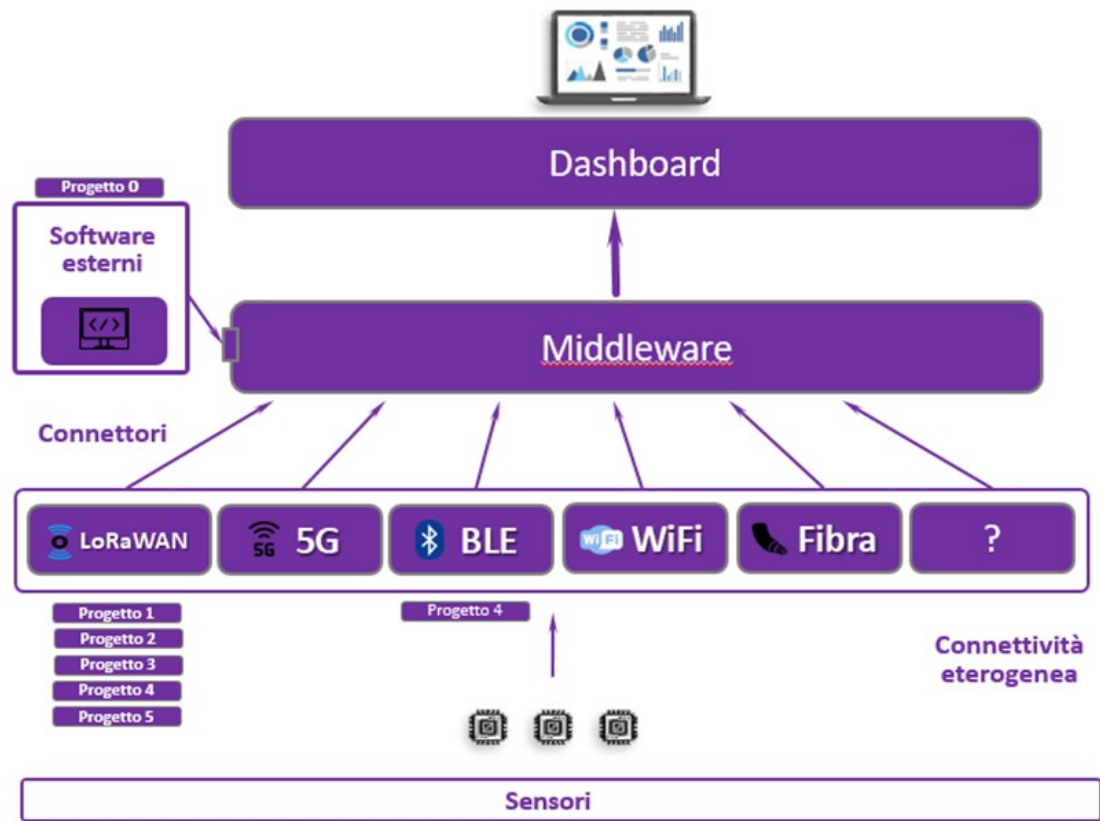 Dashboard
Progetto 0
Software
esterni
</>
Middleware
Connettori
LoRaWAN
5G
5G
BLE
WiFi
WiFi
Fibra
?
Progetto 1
Progetto 2
Progetto 3
Progetto 4
Progetto 5
Progetto 4
Connettività
eterogenea
Sensori